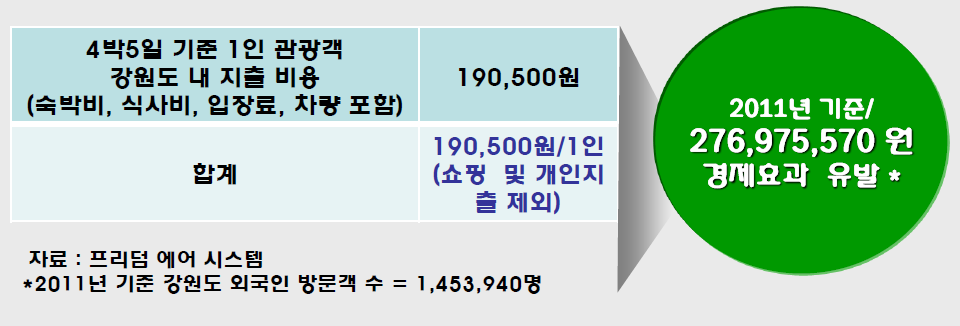 4박5일 기준 1인 관광객
강원도 내 지출 비용
(숙박비, 식사비, 입장료, 차량 포함)
190,500원
합계
190,500원/1인
(쇼핑 및 개인지
출 제외)
2011년 기준/
276,975,570 원
경제효과 유발 *
자료 : 프리덤 에어 시스템
*2011년 기준 강원도 외국인 방문객 수 = 1,453,940명